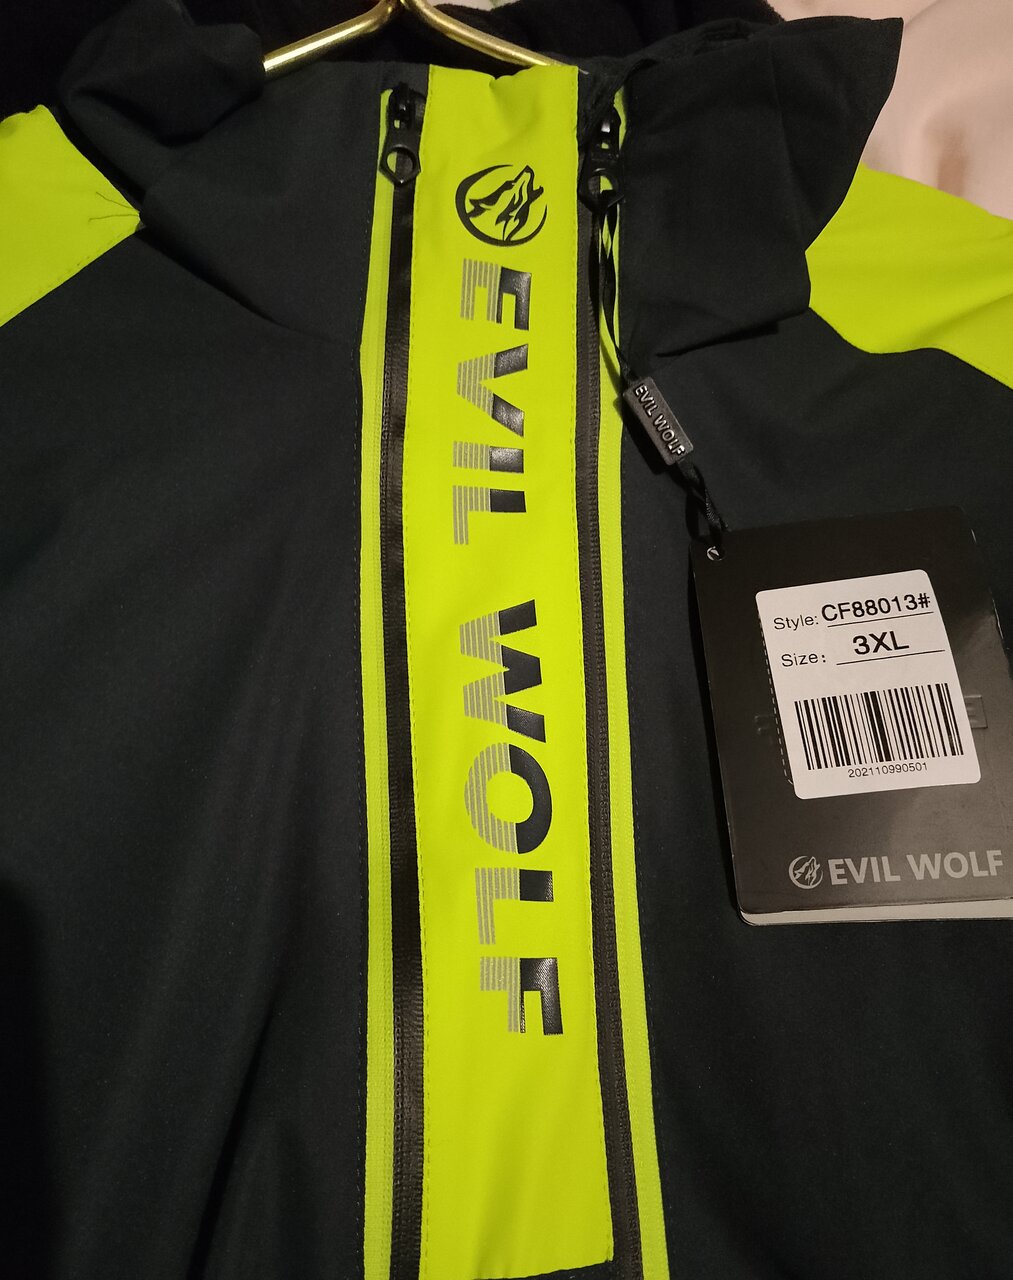 EVIL WOLF
EVIL WOLF
Style: CF88013#
Size: 3XL
202110990501
EVIL WOLF